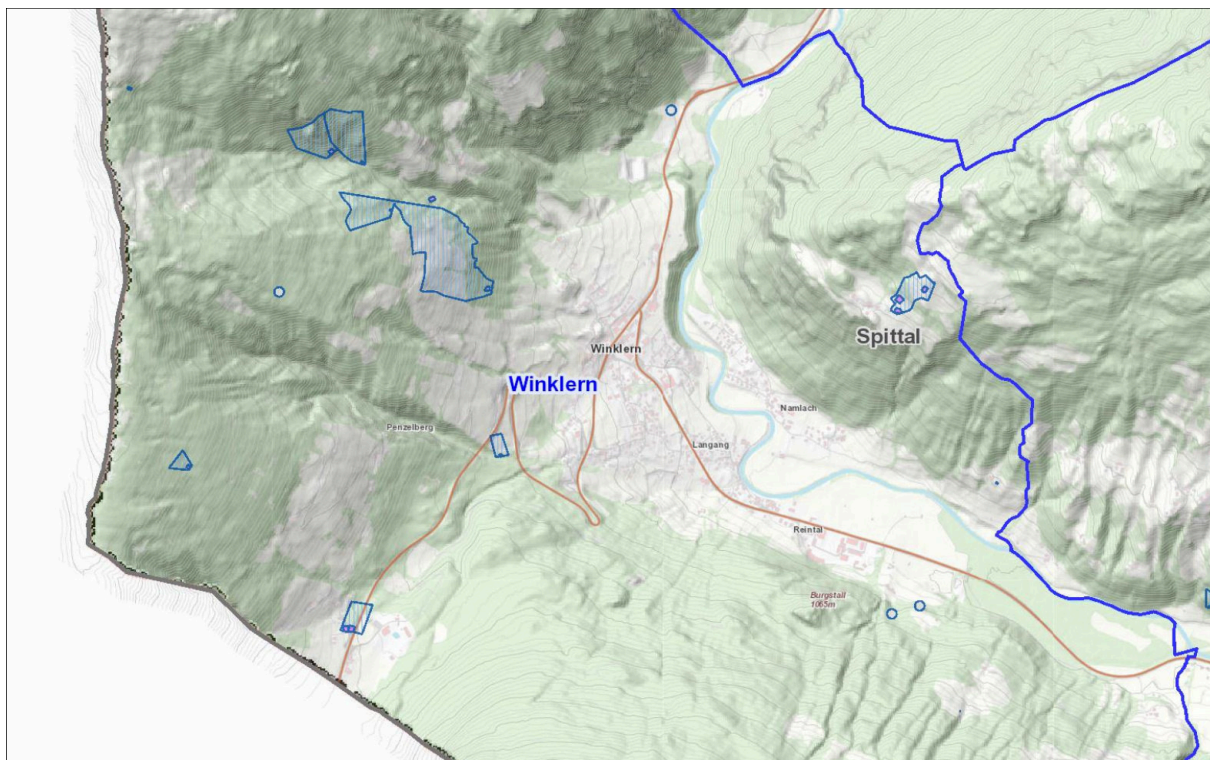 Spittal
Winklern
Winklern
Namlach
Penzelberg
Langang
Reintal
Burgstall
1065m